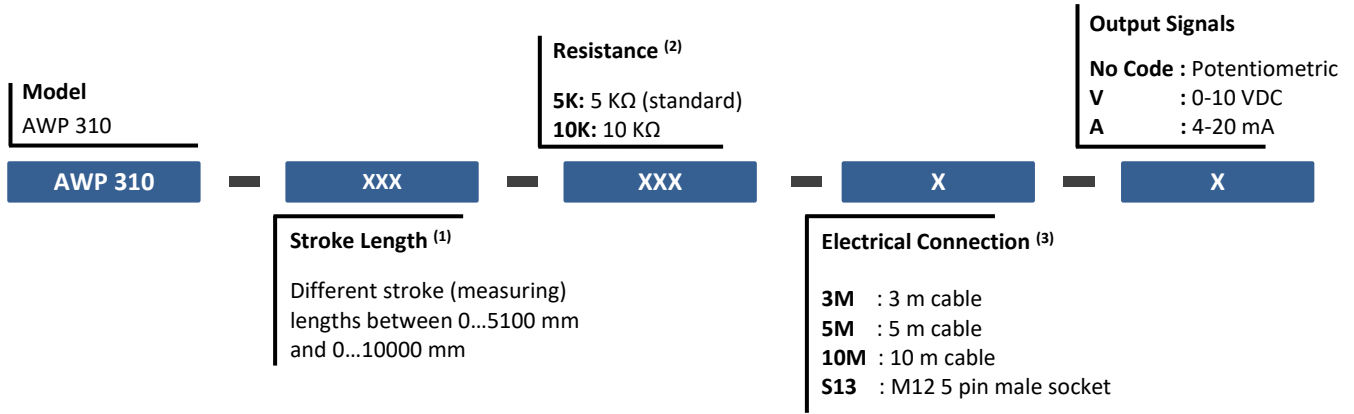 Model
AWP 310
Resistance (2)
5K: 5 KΩ (standard)
10K: 10 KΩ
Output Signals
No Code : Potentiometric
V : 0-10 VDC
A : 4-20 mA
AWP 310 - XXX - XXX - X - X
Stroke Length (1)
Different stroke (measuring)
lengths between 0...5100 mm
and 0...10000 mm
Electrical Connection (3)
3M : 3 m cable
5M : 5 m cable
10M : 10 m cable
S13 : M12 5 pin male socket